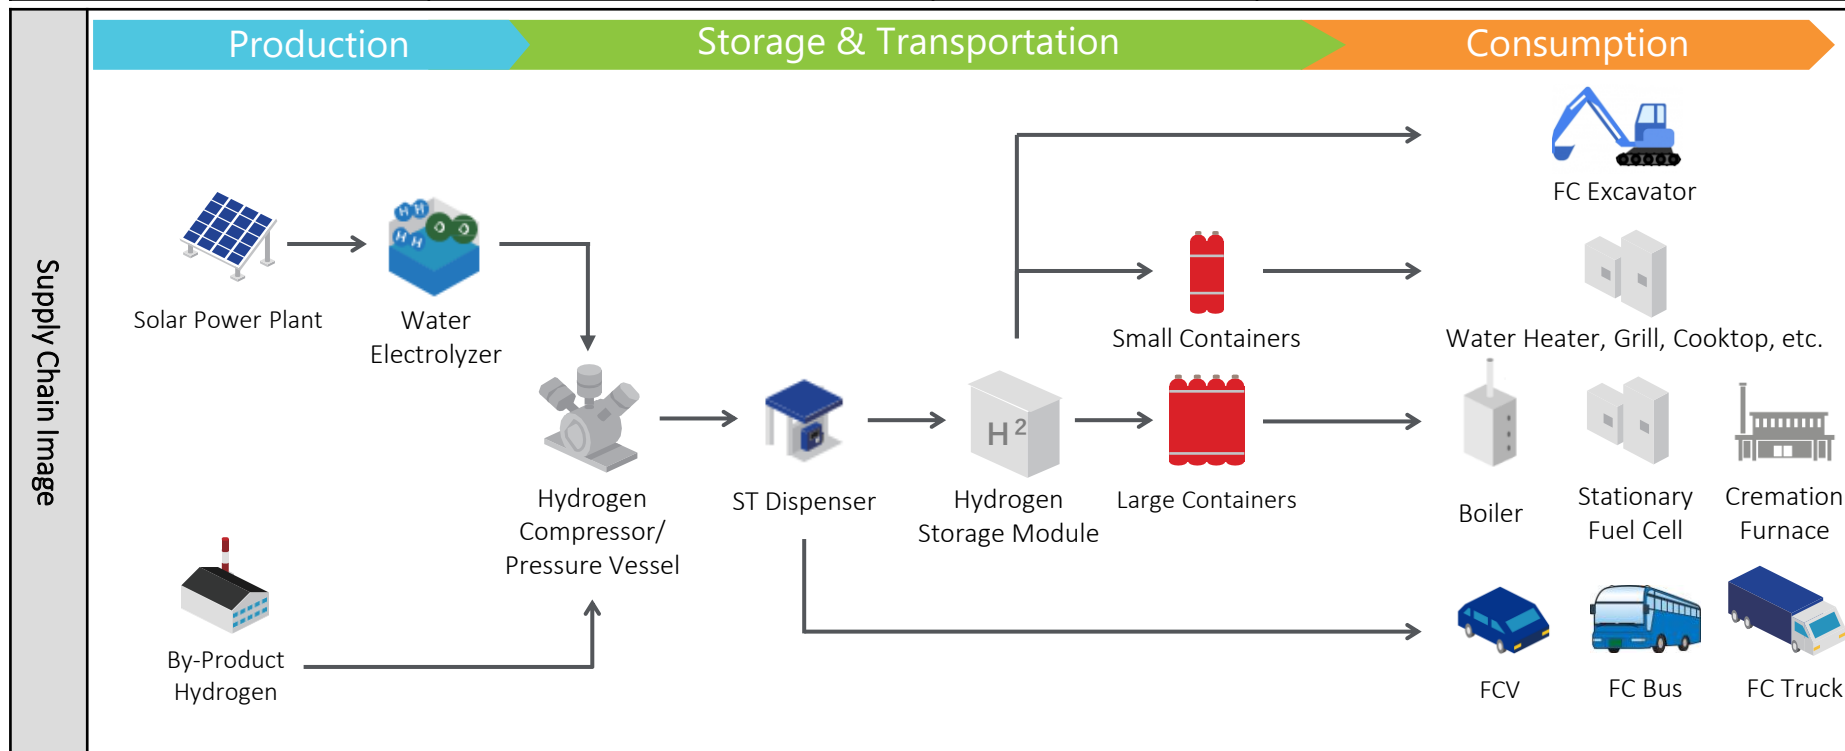 Production
Storage & Transportation
Consumption
Supply Chain Image
FC Excavator
Solar Power Plant
Water
Electrolyzer
H H
O O
H H
Small Containers
Water Heater, Grill, Cooktop, etc.
H2
Hydrogen
Compressor/
Pressure Vessel
ST Dispenser
Hydrogen
Storage Module
Large Containers
Boiler
Stationary
Fuel Cell
Cremation
Furnace
By-Product
Hydrogen
FCV
FC Bus
FC Truck